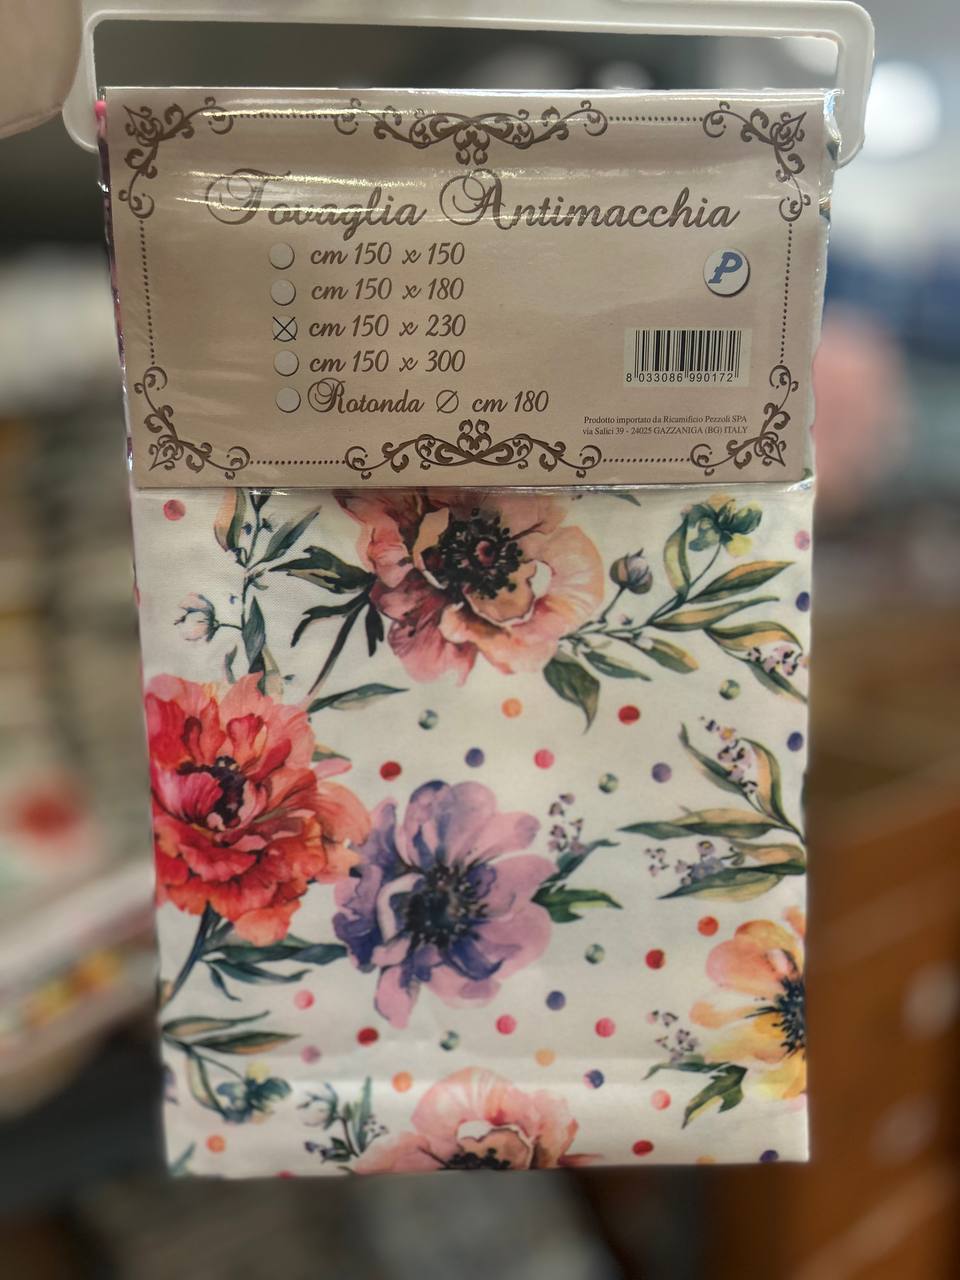 Tovaglia Antimacchia
cm 150 x 150
cm 150 x 180
cm 150 x 230
cm 150 x 300
Rotonda Ø cm 180
P
8 033086 990172
Prodotto importato da Ricamificio Pezzoli SPA
via Salici 39 - 24025 GAZZANIGA (BG) ITALY